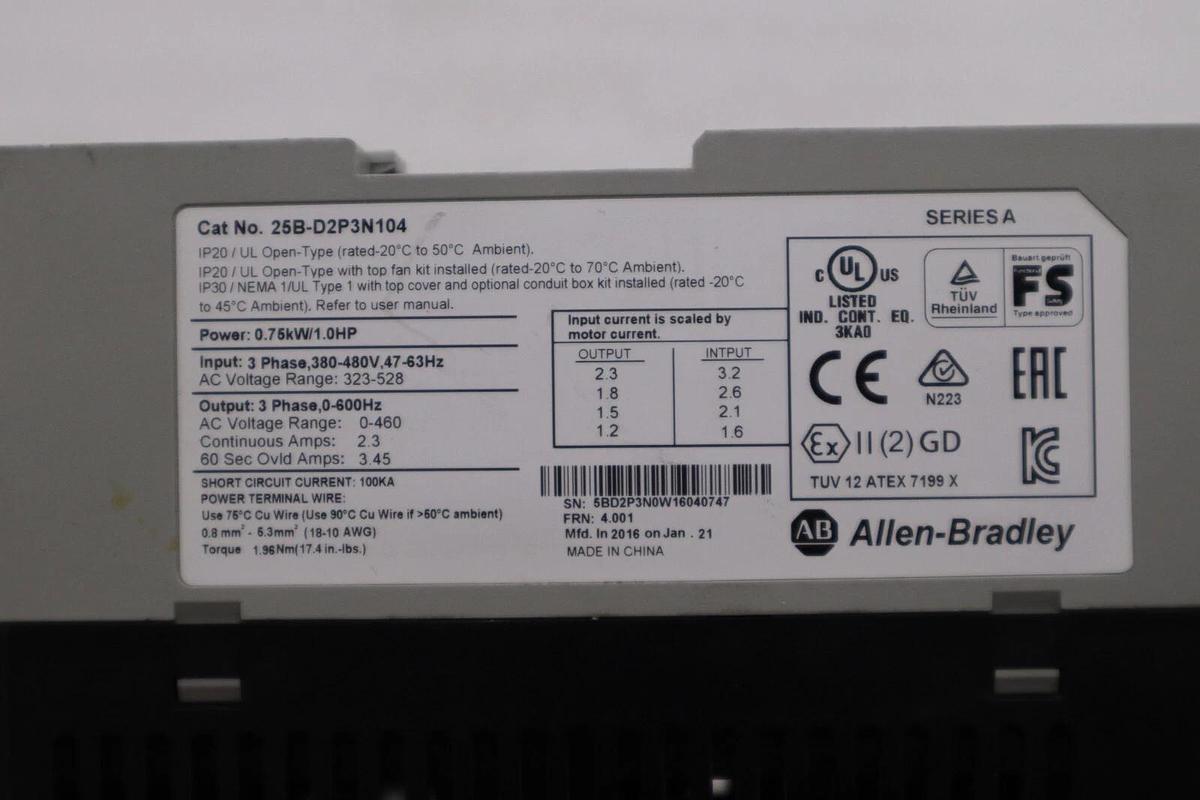 Cat No. 25B-D2P3N104
IP20 / UL Open-Type (rated-20°C to 50°C Ambient).
IP20 / UL Open-Type with top fan kit installed (rated-20°C to 70°C Ambient).
IP30 / NEMA 1/UL Type 1 with top cover and optional conduit box kit installed (rated -20°C
to 45°C Ambient). Refer to user manual.
Power: 0.75kW/1.0HP
Input: 3 Phase,380-480V,47-63Hz
AC Voltage Range: 323-528
Output: 3 Phase,0-600Hz
AC Voltage Range: 0-460
Continuous Amps: 2.3
60 Sec Ovld Amps: 3.45
SHORT CIRCUIT CURRENT: 100KA
POWER TERMINAL WIRE:
Use 75°C Cu Wire (Use 90°C Cu Wire if >50°C ambient)
0.8 mm² - 5.3mm² (18-10 AWG)
Torque 1.96Nm(17.4 in.-lbs.)
Input current is scaled by
motor current.
OUTPUT INTPUT
2.3 3.2
1.8 2.6
1.5 2.1
1.2 1.6
SN: 5BD2P3N0W16040747
FRN: 4.001
Mfd. In 2016 on Jan . 21
MADE IN CHINA
SERIES A
C UL US
LISTED
IND. CONT. EQ.
3KA0
TÜV
Rheinland
Bauart geprüft
Functional
FS
Safety
Type approved
CE
N223
EAC
Ex II (2) GD
KC
TUV 12 ATEX 7199 X
AB Allen-Bradley